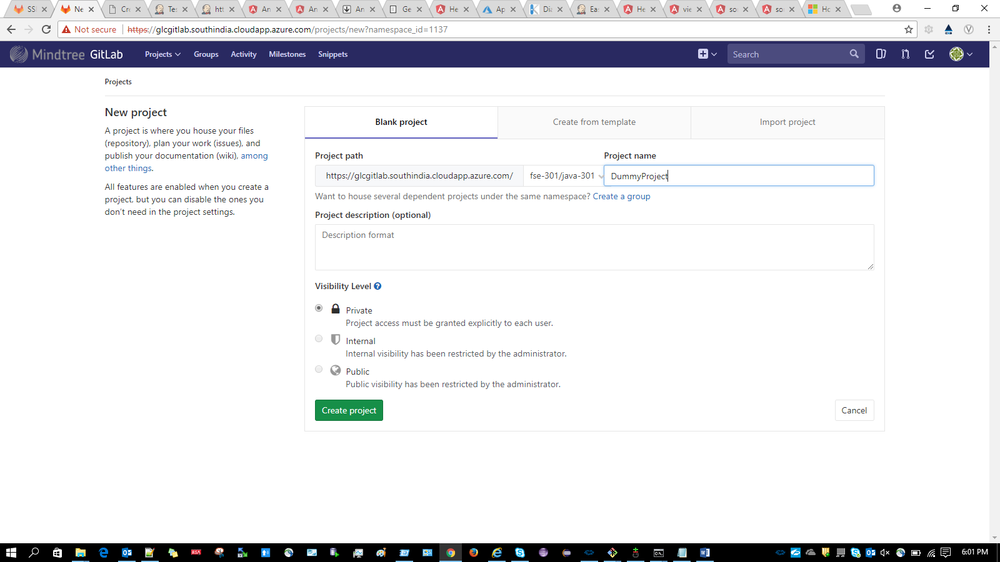 SSI
Ne
Cre
Tes
htt
An
An
An
Ge
He
Ap
Dia
Eas
He
vie
so
so
Ho
Not secure
https://glcgitlab.southindia.cloudapp.azure.com/projects/new?namespace_id=1137
Mindtree GitLab
Projects
Groups
Activity
Milestones
Snippets
Search
Projects
New project
A project is where you house your files
(repository), plan your work (issues), and
publish your documentation (wiki), among
other things.
All features are enabled when you create a
project, but you can disable the ones you
don't need in the project settings.
Blank project
Create from template
Import project
Project path
Project name
https://glcgitlab.southindia.cloudapp.azure.com/
fse-301/java-301
DummyProject
Want to house several dependent projects under the same namespace? Create a group
Project description (optional)
Description format
Visibility Level
Private
Project access must be granted explicitly to each user.
Internal
Internal visibility has been restricted by the administrator.
Public
Public visibility has been restricted by the administrator.
Create project
Cancel
RSA
6:01 PM